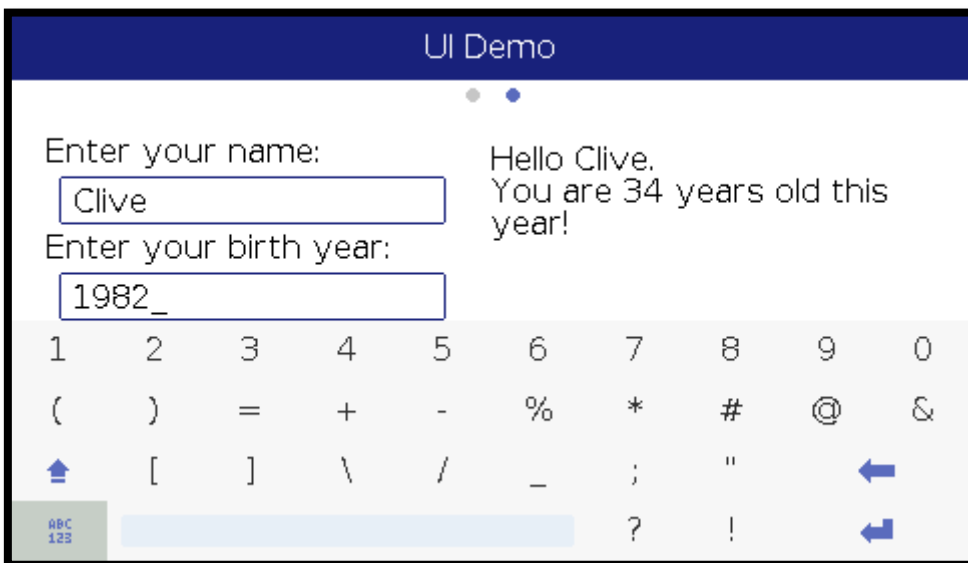 UI Demo
Enter your name:
Clive
Enter your birth year:
1982_
Hello Clive.
You are 34 years old this
year!
1 2 3 4 5 6 7 8 9 0
( ) = + - % * # @ &
[ ] \ / _ ; "
ABC
123
? !